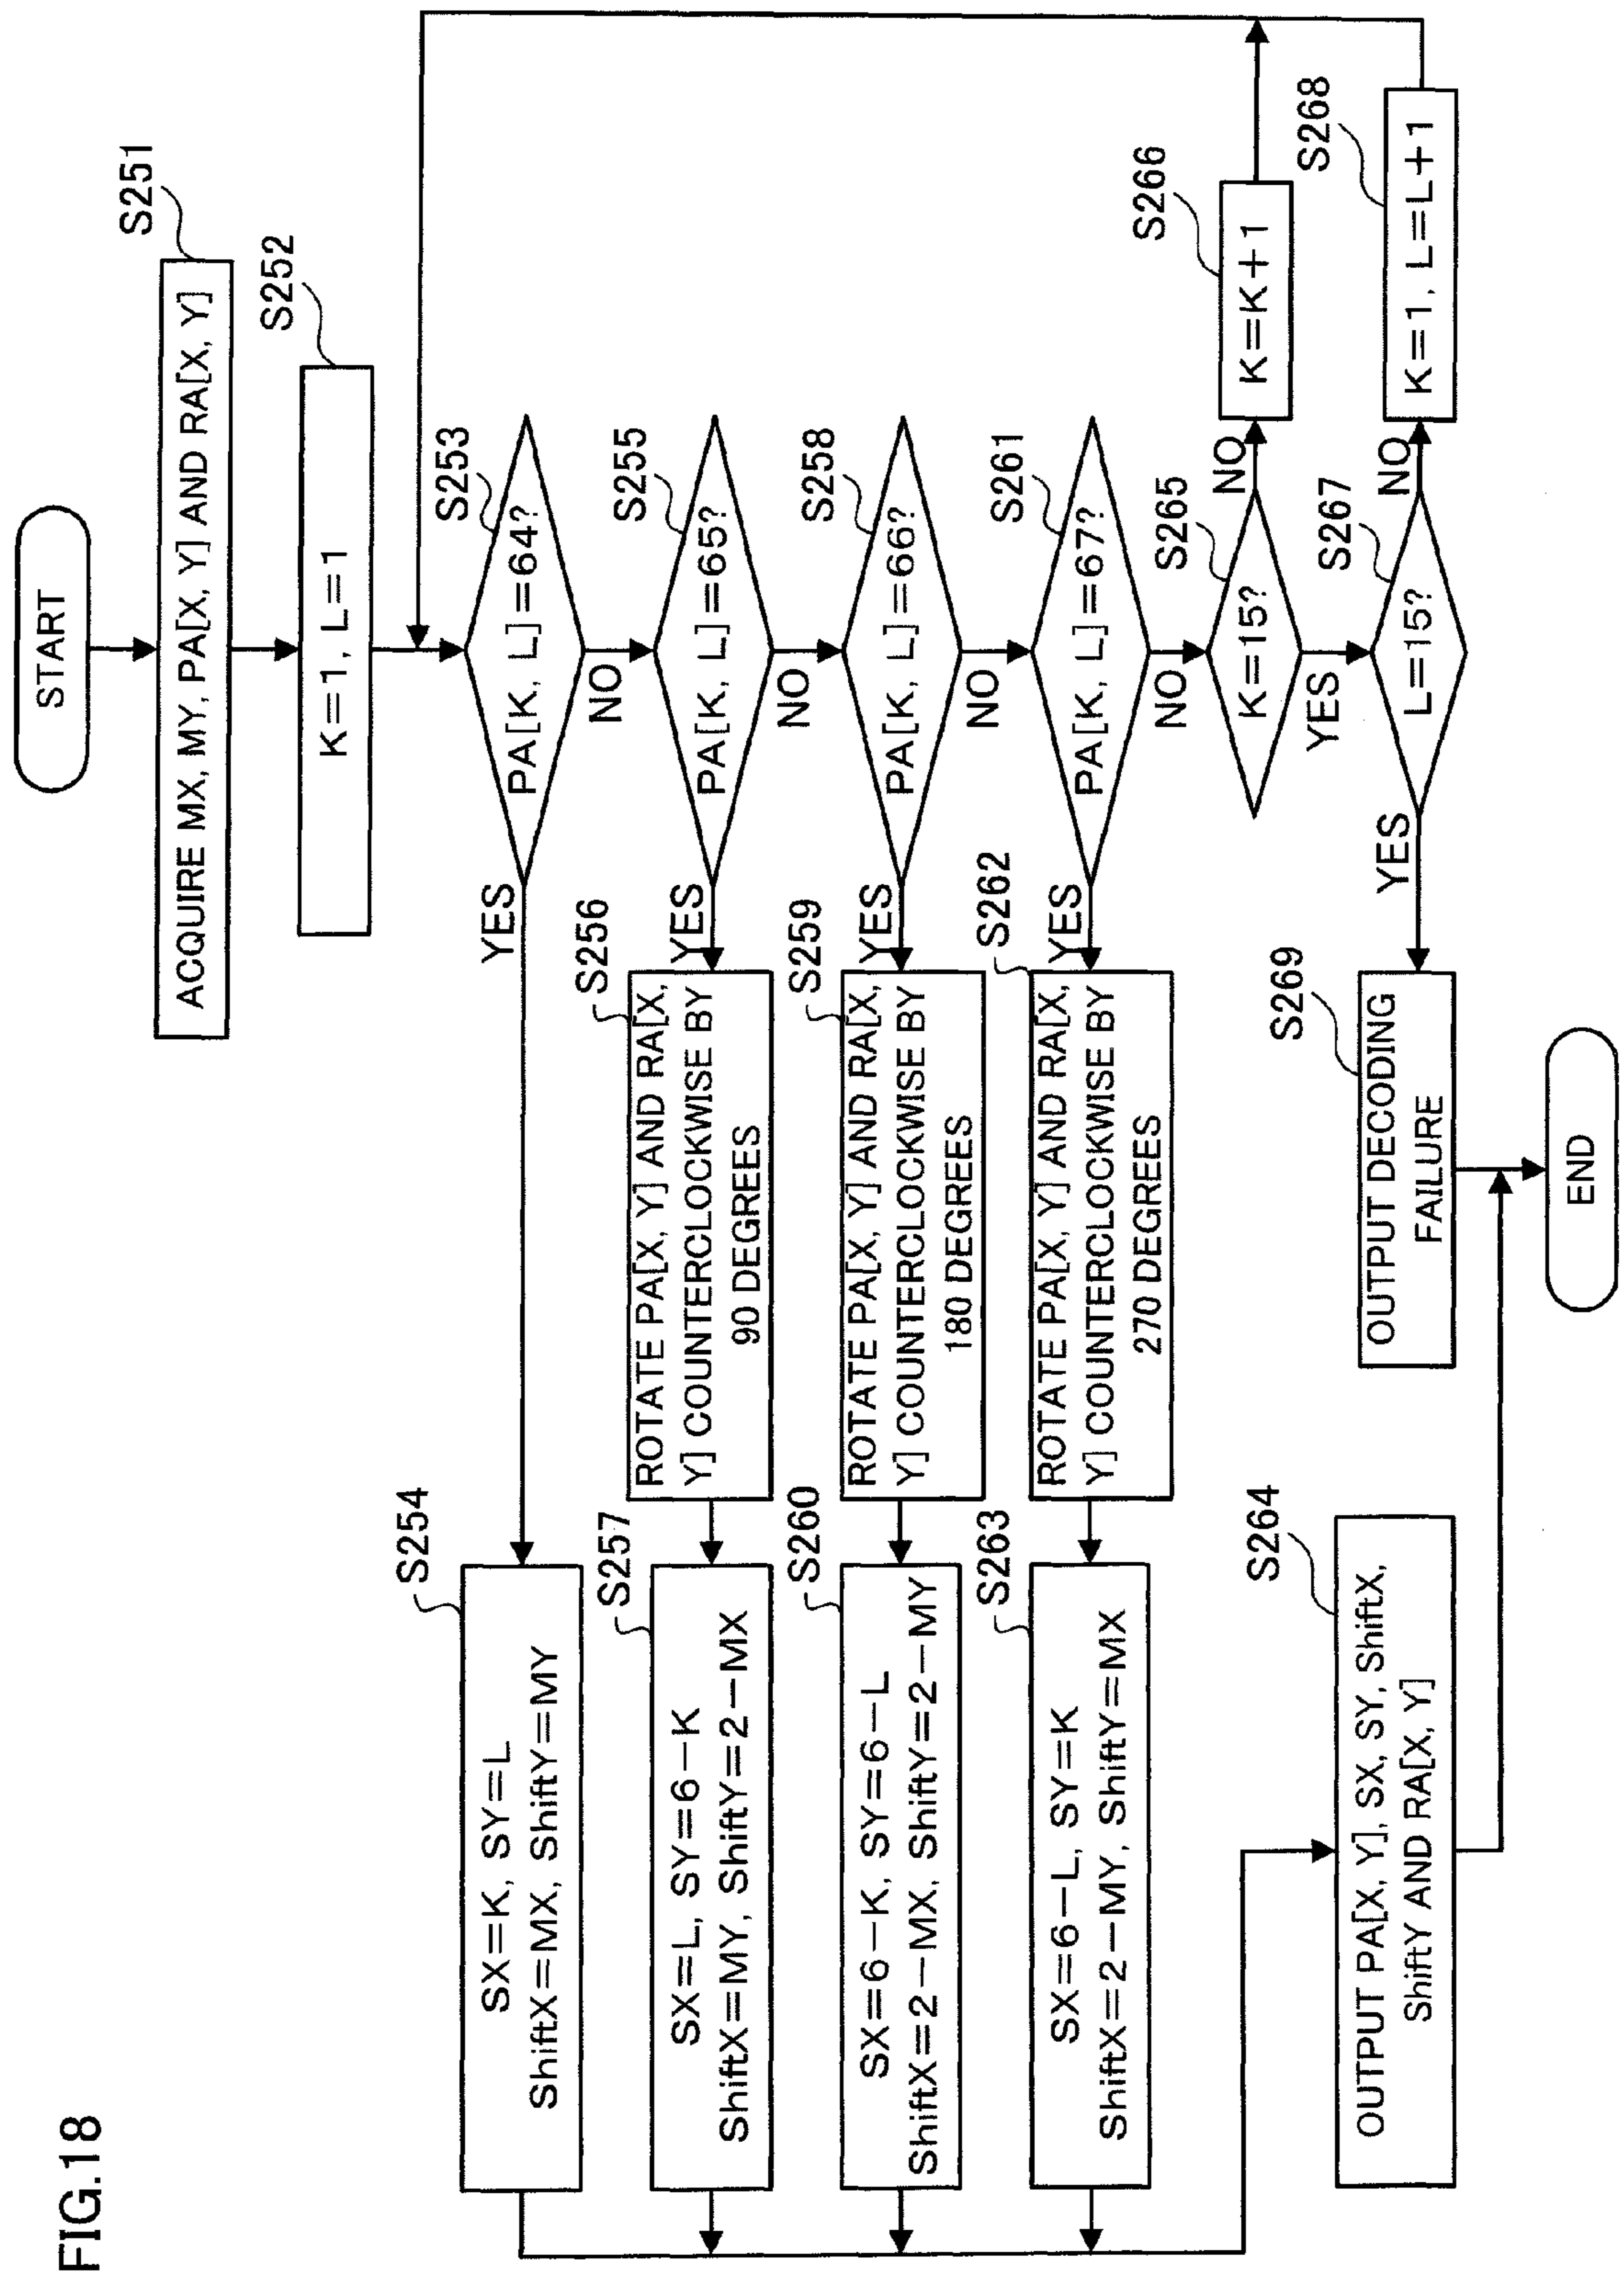 FIG.18
START
S251
ACQUIRE MX, MY, PA[X, Y] AND RA[X, Y]
S252
K=1, L=1
S253
PA[K, L]=64?
YES
NO
S254
SX=K, SY=L
ShiftX=MX, ShiftY=MY
S255
PA[K, L]=65?
YES
NO
S256
ROTATE PA[X, Y] AND RA[X,
Y] COUNTERCLOCKWISE BY
90 DEGREES
S257
SX=L, SY=6-K
ShiftX=MY, ShiftY=2-MX
S258
PA[K, L]=66?
YES
NO
S259
ROTATE PA[X, Y] AND RA[X,
Y] COUNTERCLOCKWISE BY
180 DEGREES
S260
SX=6-K, SY=6-L
ShiftX=2-MX, ShiftY=2-MY
S261
PA[K, L]=67?
YES
NO
S262
ROTATE PA[X, Y] AND RA[X,
Y] COUNTERCLOCKWISE BY
270 DEGREES
S263
SX=6-L, SY=K
ShiftX=2-MY, ShiftY=MX
S265
K=15?
NO
YES
S266
K=K+1
S267
L=15?
NO
YES
S268
K=1, L=L+1
S269
OUTPUT DECODING
FAILURE
S264
OUTPUT PA[X, Y], SX, SY, ShiftX,
ShiftY AND RA[X, Y]
END